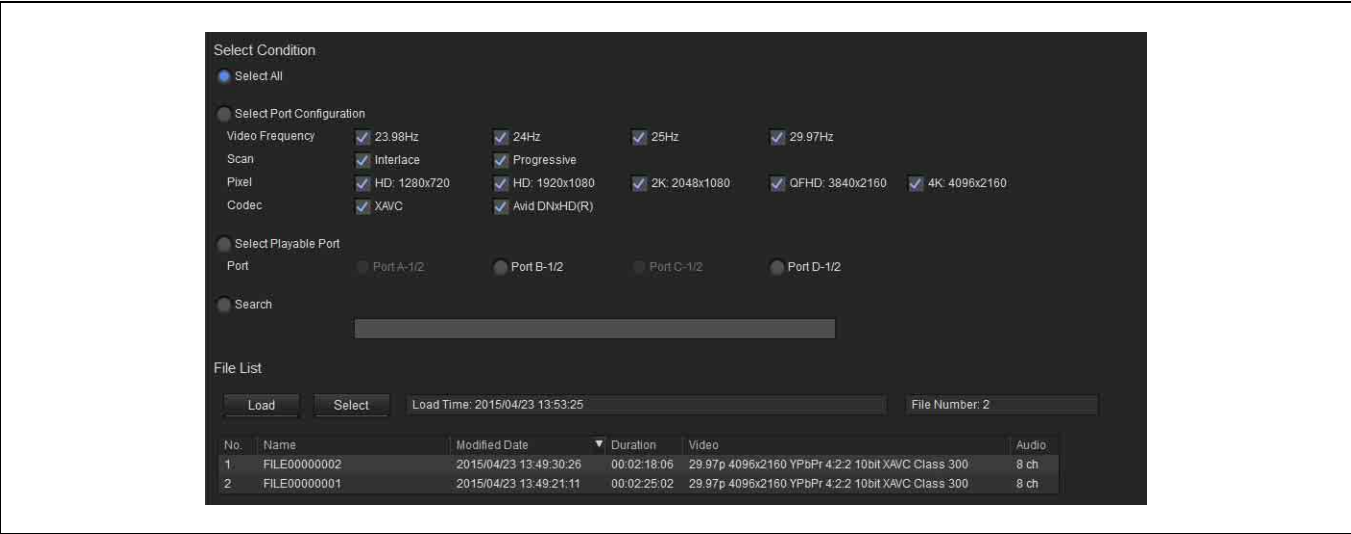 Select Condition
Select All
Select Port Configuration
Video Frequency 23.98Hz 24Hz 25Hz 29.97Hz
Scan Interlace Progressive
Pixel HD: 1280x720 HD: 1920x1080 2K: 2048x1080 QFHD: 3840x2160 4K: 4096x2160
Codec XAVC Avid DNxHD(R)
Select Playable Port
Port Port A-1/2 Port B-1/2 Port C-1/2 Port D-1/2
Search
File List
Load Select Load Time: 2015/04/23 13:53:25 File Number: 2
No. Name Modified Date Duration Video Audio
1 FILE00000002 2015/04/23 13:49:30:26 00:02:18:06 29.97p 4096x2160 YPbPr 4:2:2 10bit XAVC Class 300 8 ch
2 FILE00000001 2015/04/23 13:49:21:11 00:02:25:02 29.97p 4096x2160 YPbPr 4:2:2 10bit XAVC Class 300 8 ch